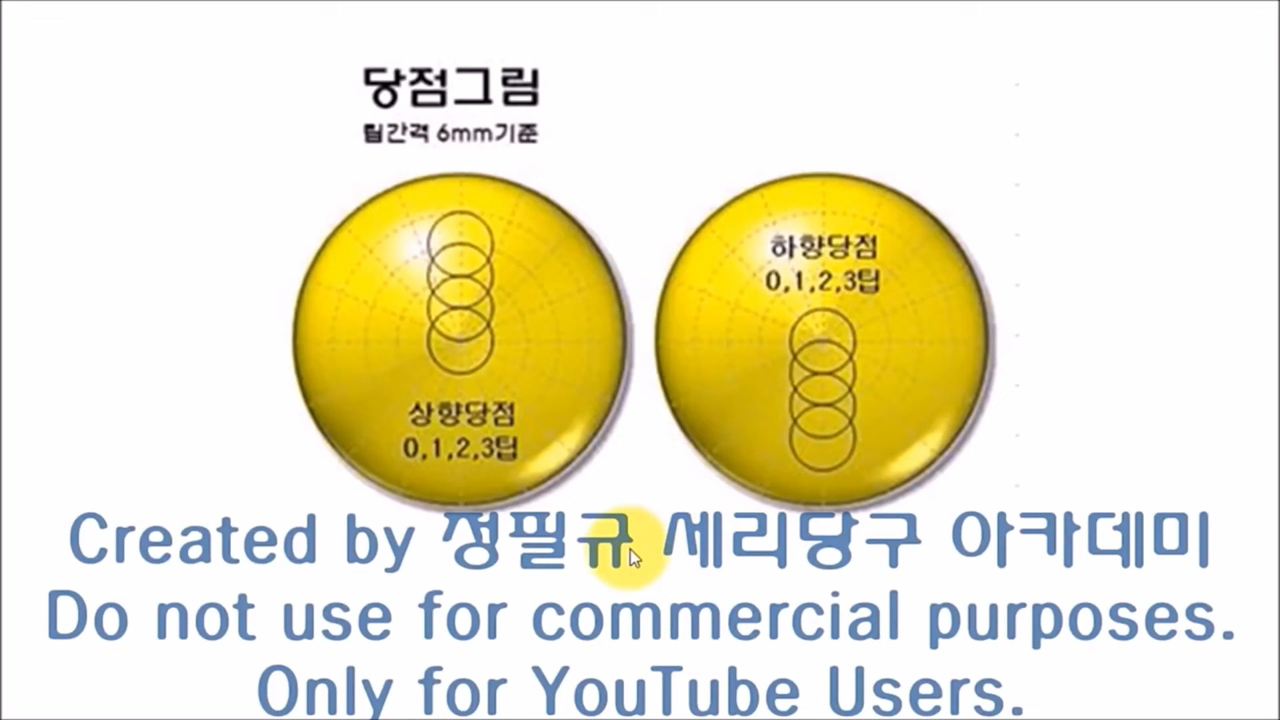 당점그림
팁간격 6mm기준
하향당점
0,1,2,3팁
상향당점
0,1,2,3팁
Created by 정필규 세리당구 아카데미
Do not use for commercial purposes.
Only for YouTube Users.